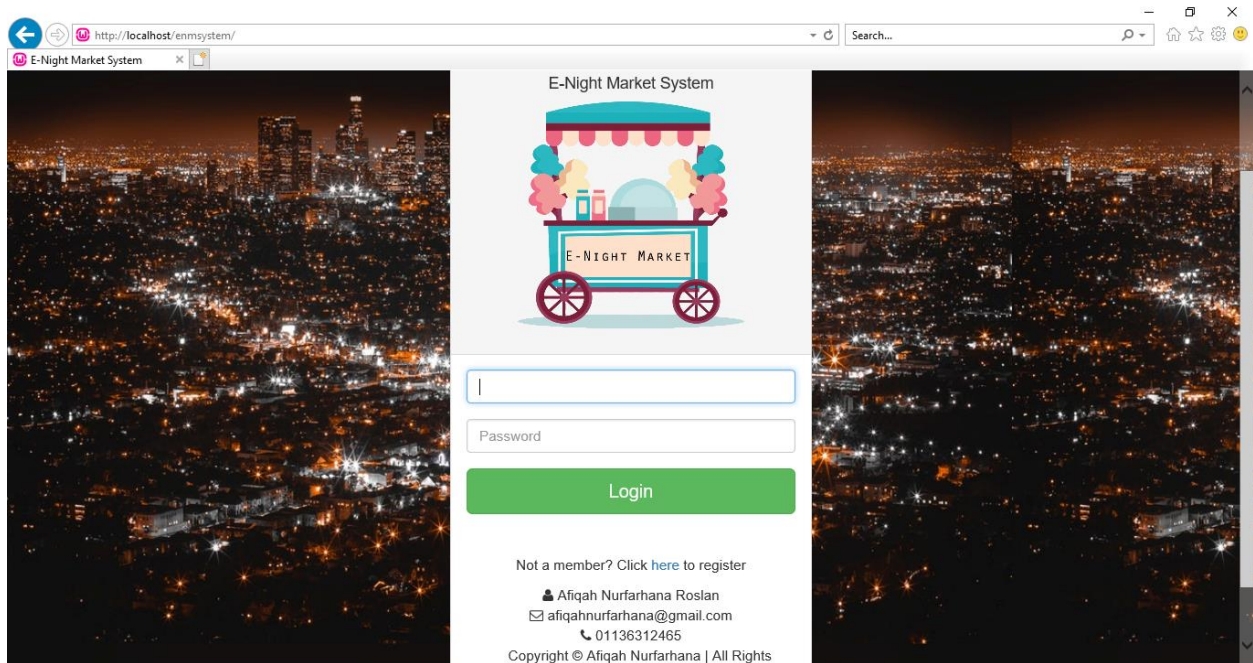 http://localhost/enmsystem/
Search...
E-Night Market System
E-Night Market System
E-Night Market
Password
Login
Not a member? Click here to register
Afiqah Nurfarhana Roslan
afiqahnurfarhana@gmail.com
01136312465
Copyright © Afiqah Nurfarhana | All Rights